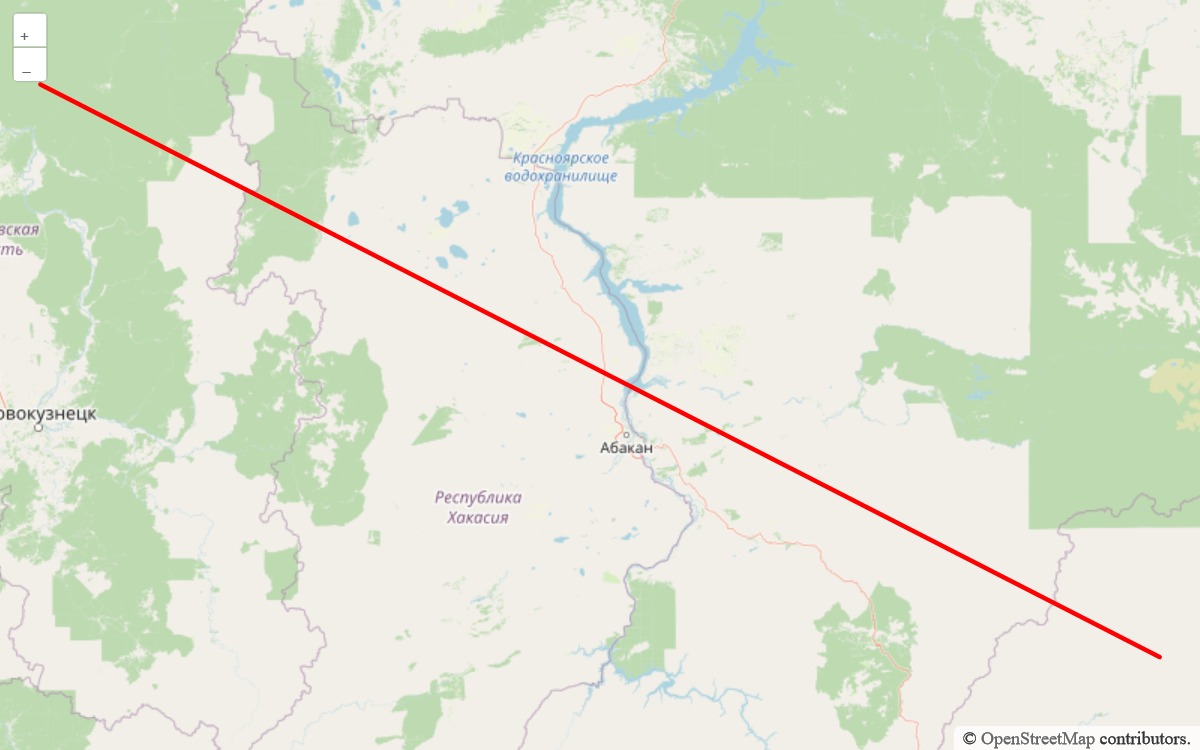 +
–
Красноярское
водохранилище
вская
ть
овокузнецк
Абакан
Республика
Хакасия
© OpenStreetMap contributors.